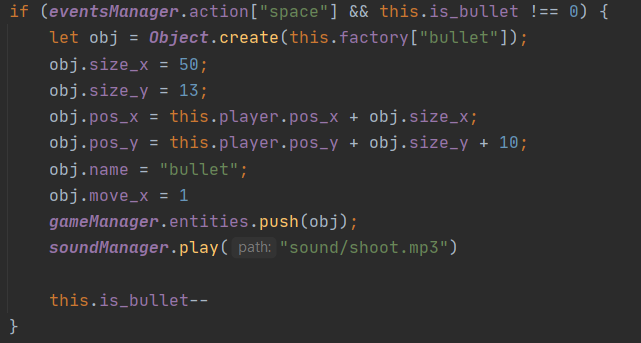 if (eventsManager.action["space"] && this.is_bullet !== 0) {
    let obj = Object.create(this.factory["bullet"]);
    obj.size_x = 50;
    obj.size_y = 13;
    obj.pos_x = this.player.pos_x + obj.size_x;
    obj.pos_y = this.player.pos_y + obj.size_y + 10;
    obj.name = "bullet";
    obj.move_x = 1
    gameManager.entities.push(obj);
    soundManager.play( path: "sound/shoot.mp3")

    this.is_bullet--
}